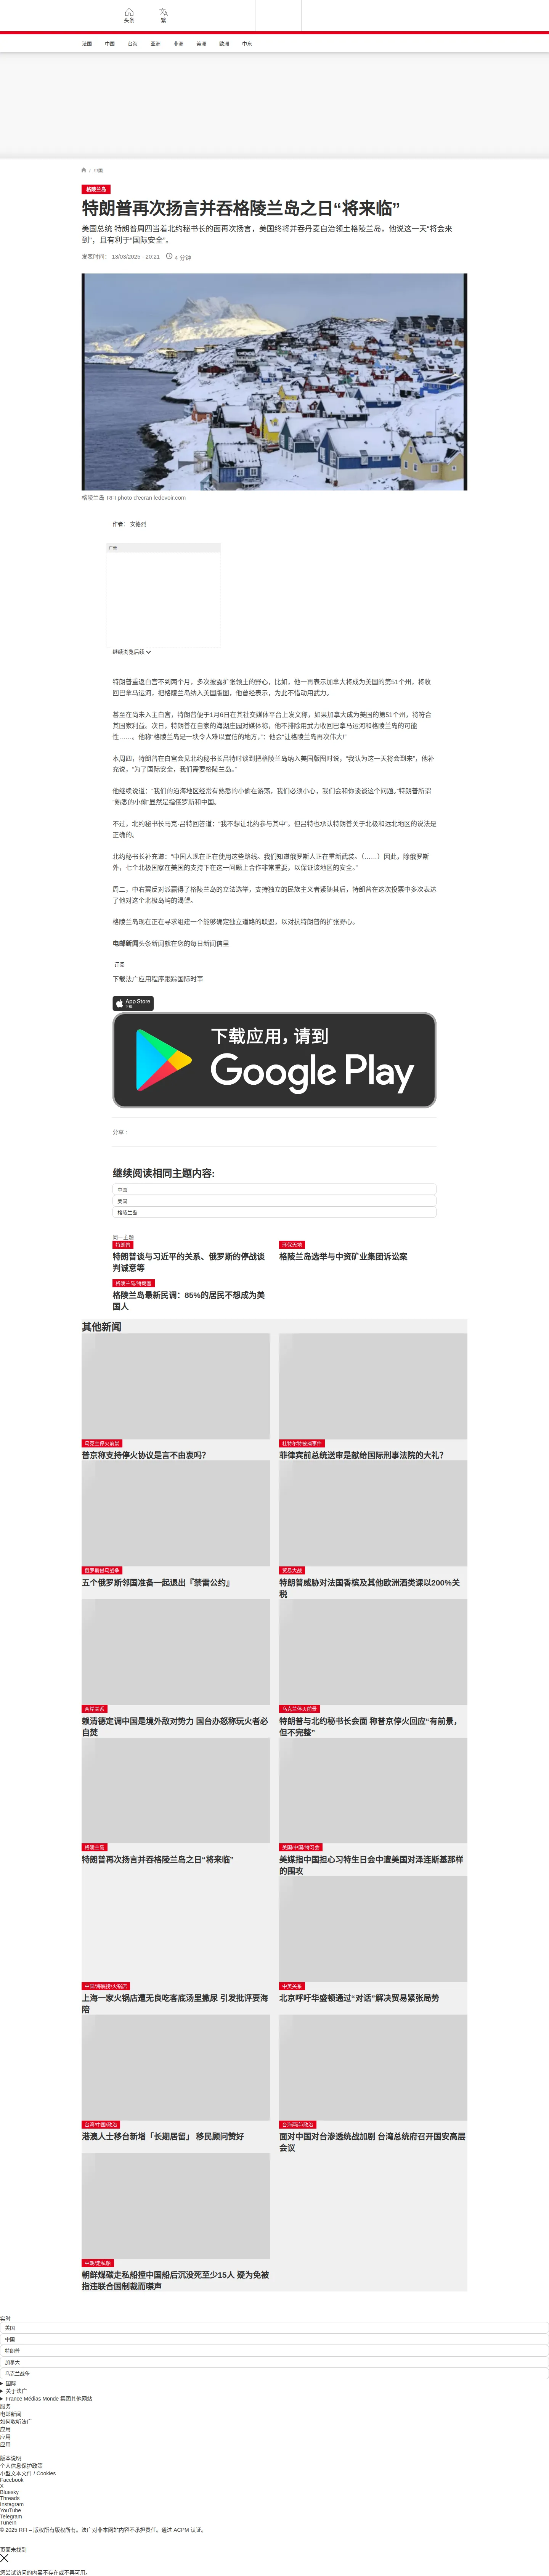 头条
繁
法国
中国
台海
亚洲
非洲
美洲
欧洲
中东
/ 法国
格陵兰岛
特朗普再次扬言并吞格陵兰岛之日“将来临”
美国总统 特朗普周四当着北约秘书长的面再次扬言，美国终将并吞丹麦自治领土格陵兰岛，他说这一天“将会来
到”，且有利于“国际安全”。
发表时间： 13/03/2025 - 20:21
4 分钟
格陵兰岛 RFI photo d'ecran ledevoir.com
作者： 安德烈
广告
继续浏览后续
特朗普重返白宫不到两个月，多次披露扩张领土的野心，比如，他一再表示加拿大将成为美国的第51个州，将收
回巴拿马运河，把格陵兰岛纳入美国版图，他曾经表示，为此不惜动用武力。
甚至在尚未入主白宫，特朗普便于1月6日在其社交媒体平台上发文称，如果加拿大成为美国的第51个州，将符合
其国家利益。次日，特朗普在自家的海湖庄园对媒体称，他不排除用武力收回巴拿马运河和格陵兰岛的可能
性……。他称“格陵兰岛是一块令人难以置信的地方。”：他会“让格陵兰岛再次伟大!”
本周四，特朗普在白宫会见北约秘书长吕特时谈到把格陵兰岛纳入美国版图时说，“我认为这一天将会到来”，他补
充说，“为了国际安全，我们需要格陵兰岛。”
他继续说道：“我们的沿海地区经常有熟悉的小偷在游荡，我们必须小心，我们会和你谈谈这个问题。”特朗普所谓
“熟悉的小偷”显然是指俄罗斯和中国。
不过，北约秘书长马克·吕特回答道：“我不想让北约参与其中”。但吕特也承认特朗普关于北极和远北地区的说法是
正确的。
北约秘书长补充道：“中国人现在正在使用这些路线。我们知道俄罗斯人正在重新武装。（……）因此，除俄罗斯
外，七个北极国家在美国的支持下在这一问题上合作非常重要，以保证该地区的安全。”
周二，中右翼反对派赢得了格陵兰岛的立法选举，支持独立的民族主义者紧随其后，特朗普在这次投票中多次表达
了他对这个北极岛屿的渴望。
格陵兰岛现在正在寻求组建一个能够确定独立道路的联盟，以对抗特朗普的扩张野心。
电邮新闻头条新闻就在您的每日新闻信里
订阅
下载法广应用程序跟踪国际时事
App Store
下载
下载应用，请到
Google Play
分享 :
继续阅读相同主题内容:
中国
美国
格陵兰岛
同一主题
特朗普
特朗普谈与习近平的关系、俄罗斯的停战谈
判诚意等
环保天地
格陵兰岛选举与中资矿业集团诉讼案
格陵兰岛/特朗普
格陵兰岛最新民调：85%的居民不想成为美
国人
其他新闻
乌克兰停火前景
普京称支持停火协议是言不由衷吗？
杜特尔特被捕事件
菲律宾前总统送审是献给国际刑事法院的大礼？
俄罗斯侵乌战争
五个俄罗斯邻国准备一起退出『禁雷公约』
贸易大战
特朗普威胁对法国香槟及其他欧洲酒类课以200%关
税
两岸关系
赖清德定调中国是境外敌对势力 国台办怒称玩火者必
自焚
乌克兰停火前景
特朗普与北约秘书长会面 称普京停火回应“有前景，
但不完整”
格陵兰岛
特朗普再次扬言并吞格陵兰岛之日“将来临”
美国/中国/特习会
美媒指中国担心习特生日会中遭美国对泽连斯基那样
的围攻
中国/海底捞/火锅店
上海一家火锅店遭无良吃客底汤里撒尿 引发批评要海
陪
中美关系
北京呼吁华盛顿通过“对话”解决贸易紧张局势
台湾/中国/政治
港澳人士移台新增「长期居留」 移民顾问赞好
台海两岸/政治
面对中国对台渗透统战加剧 台湾总统府召开国安高层
会议
中朝/走私船
朝鲜煤碳走私船撞中国船后沉没死至少15人 疑为免被
指违联合国制裁而噤声
实时
美国
中国
特朗普
加拿大
乌克兰战争
国际
关于法广
France Médias Monde 集团其他网站
服务
电邮新闻
如何收听法广
应用
应用
应用
版本说明
个人信息保护政策
小型文本文件 / Cookies
Facebook
X
Bluesky
Threads
Instagram
YouTube
Telegram
TuneIn
© 2025 RFI – 版权所有版权所有。法广对非本网站内容不承担责任。通过 ACPM 认证。
页面未找到
您尝试访问的内容不存在或不再可用。